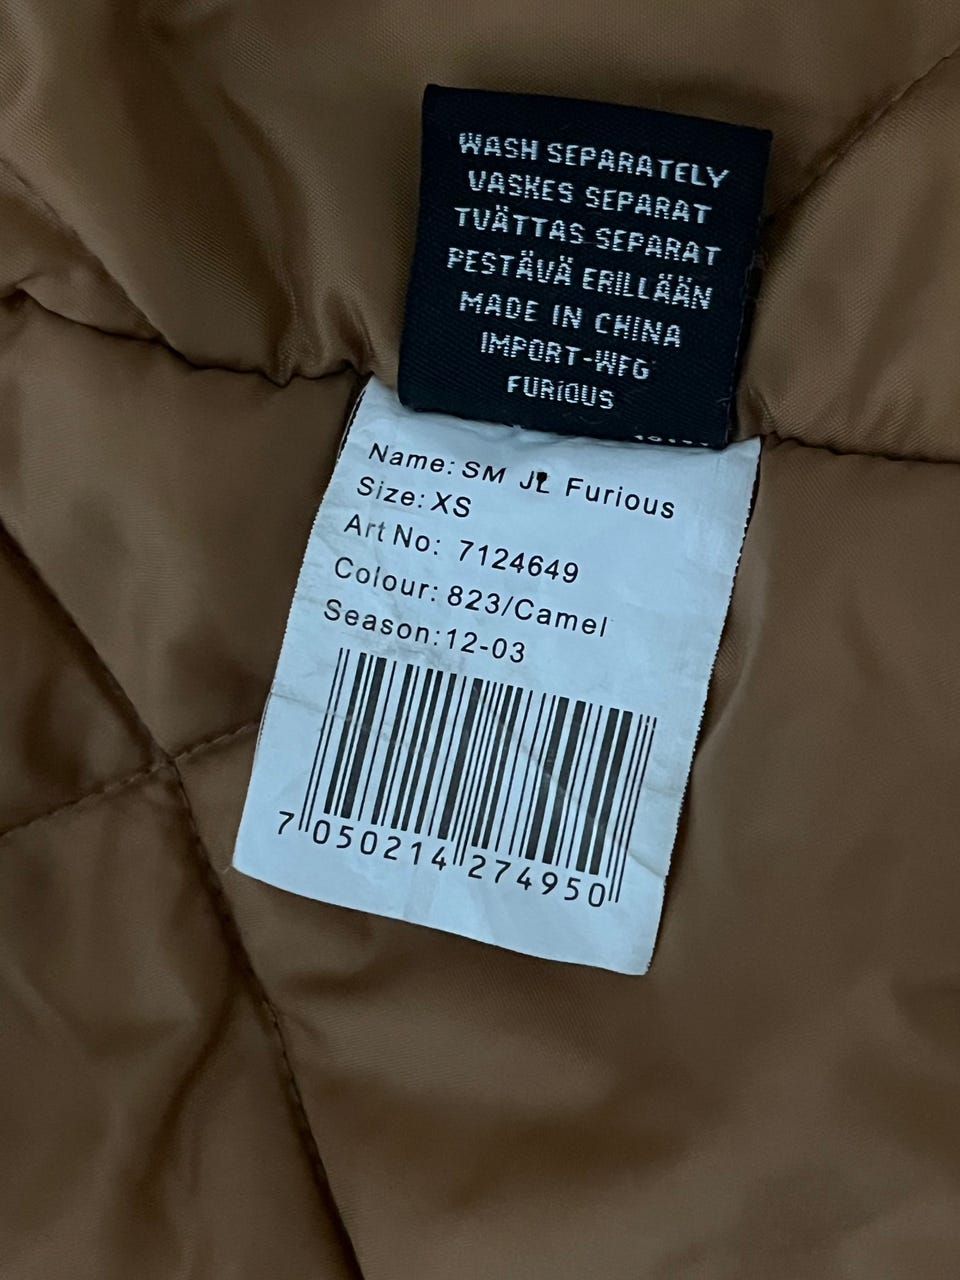 WASH SEPARATELY
VASKES SEPARAT
TVÄTTAS SEPARAT
PESTÄVÄ ERILLÄÄN
MADE IN CHINA
IMPORT-WFG
FURIOUS
Name: SM JL Furious
Size: XS
Art No: 7124649
Colour: 823/Camel
Season:12-03
7 050214 274950